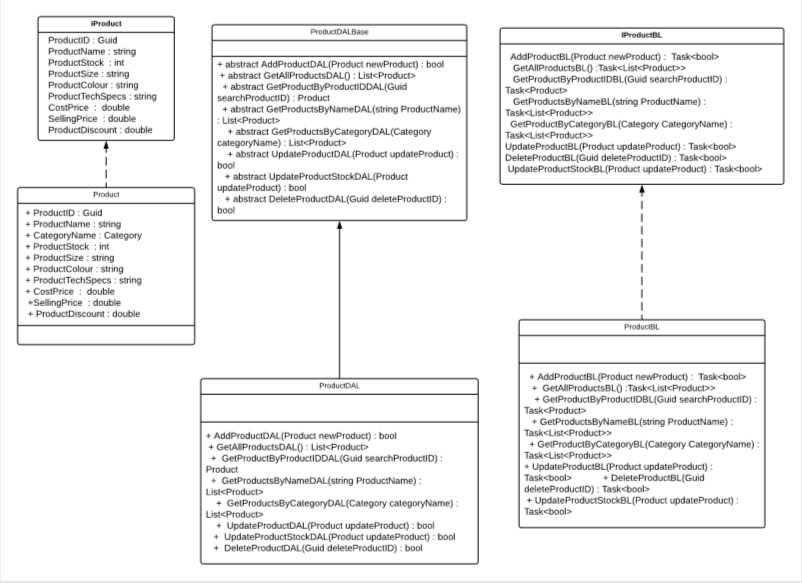 iProduct
ProductID : Guid
ProductName : string
ProductStock : int
ProductSize : string
ProductColour : string
ProductTechSpecs : string
CostPrice : double
SellingPrice : double
ProductDiscount : double
Product
+ ProductID : Guid
+ ProductName : string
+ CategoryName : Category
+ ProductStock : int
+ ProductSize : string
+ ProductColour : string
+ ProductTechSpecs : string
+ CostPrice : double
+SellingPrice : double
+ ProductDiscount : double
ProductDALBase
+ abstract AddProductDAL(Product newProduct) : bool
+ abstract GetAllProductsDAL() : List<Product>
+ abstract GetProductByProductIDDAL(Guid
searchProductID) : Product
+ abstract GetProductsByNameDAL(string ProductName)
: List<Product>
+ abstract GetProductsByCategoryDAL(Category
categoryName) : List<Product>
+ abstract UpdateProductDAL(Product updateProduct) :
bool
+ abstract UpdateProductStockDAL(Product
updateProduct) : bool
+ abstract DeleteProductDAL(Guid deleteProductID) :
bool
ProductDAL
+ AddProductDAL(Product newProduct) : bool
+ GetAllProductsDAL() : List<Product>
+ GetProductByProductIDDAL(Guid searchProductID) :
Product
+ GetProductsByNameDAL(string ProductName) :
List<Product>
+ GetProductsByCategoryDAL(Category categoryName) :
List<Product>
+ UpdateProductDAL(Product updateProduct) : bool
+ UpdateProductStockDAL(Product updateProduct) : bool
+ DeleteProductDAL(Guid deleteProductID) : bool
IProductBL
AddProductBL(Product newProduct) : Task<bool>
GetAllProductsBL() :Task<List<Product>>
GetProductByProductIDBL(Guid searchProductID) :
Task<Product>
GetProductsByNameBL(string ProductName) :
Task<List<Product>>
GetProductByCategoryBL(Category CategoryName) :
Task<List<Product>>
UpdateProductBL(Product updateProduct) : Task<bool>
DeleteProductBL(Guid deleteProductID) : Task<bool>
UpdateProductStockBL(Product updateProduct) : Task<bool>
ProductBL
+ AddProductBL(Product newProduct) : Task<bool>
+ GetAllProductsBL() :Task<List<Product>>
+ GetProductByProductIDBL(Guid searchProductID) :
Task<Product>
+ GetProductsByNameBL(string ProductName) :
Task<List<Product>>
+ GetProductByCategoryBL(Category CategoryName) :
Task<List<Product>>
+ UpdateProductBL(Product updateProduct) :
Task<bool> + DeleteProductBL(Guid
deleteProductID) : Task<bool>
+ UpdateProductStockBL(Product updateProduct) :
Task<bool>